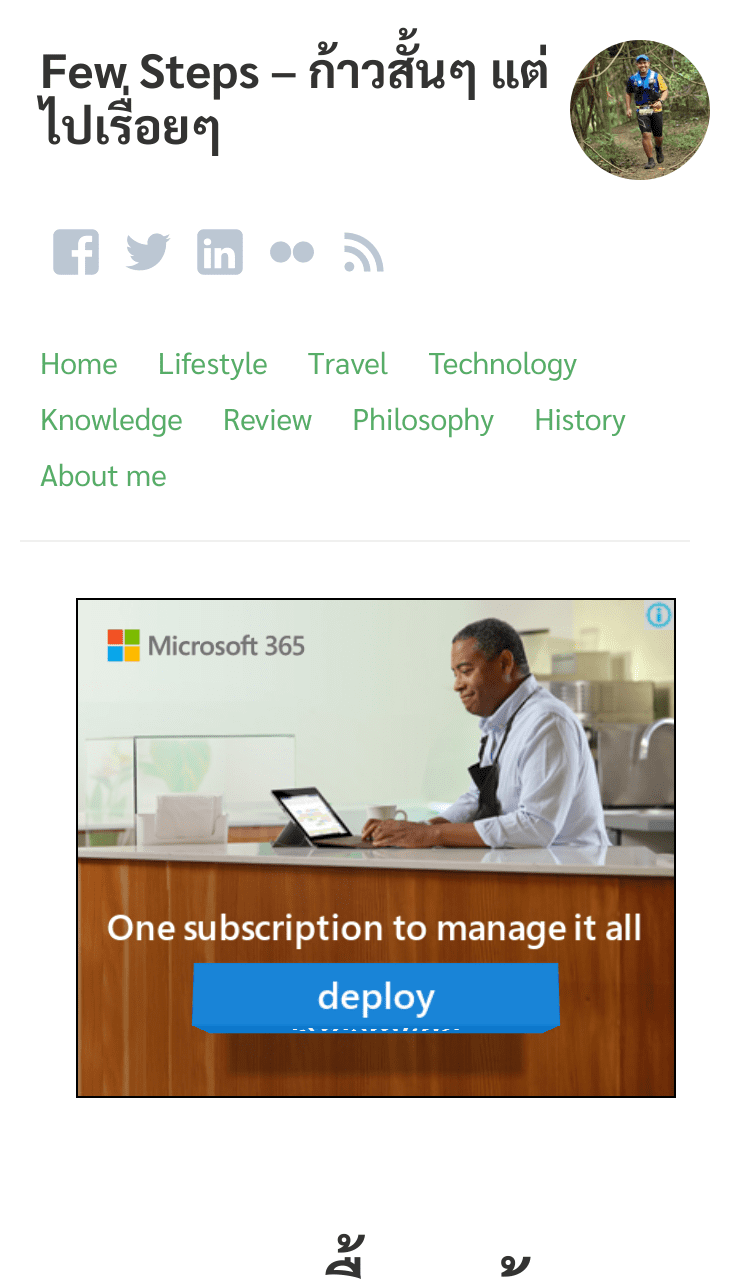 Few Steps – ก้าวสั้นๆ แต่
ไปเรื่อยๆ
Home Lifestyle Travel Technology
Knowledge Review Philosophy History
About me
Microsoft 365
One subscription to manage it all
deploy